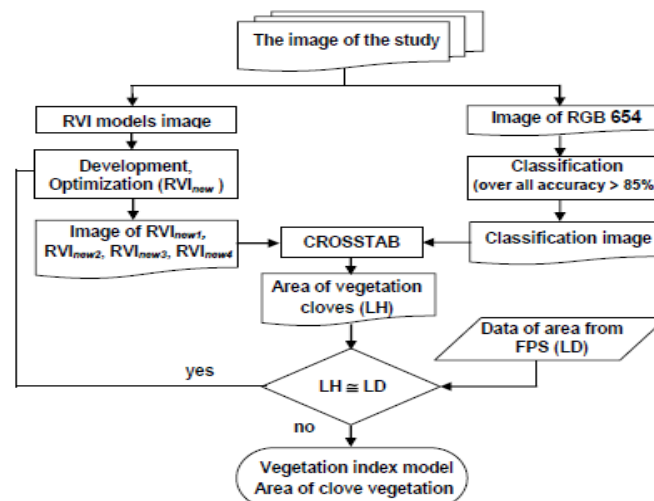 The image of the study
RVI models image
Image of RGB 654
Development,
Optimization (RVInew )
Classification
(over all accuracy > 85%
Image of RVInew1,
RVInew2, RVInew3, RVInew4
CROSSTAB
Classification image
Area of vegetation
cloves (LH)
Data of area from
FPS (LD)
yes
LH ≅ LD
no
Vegetation index model
Area of clove vegetation